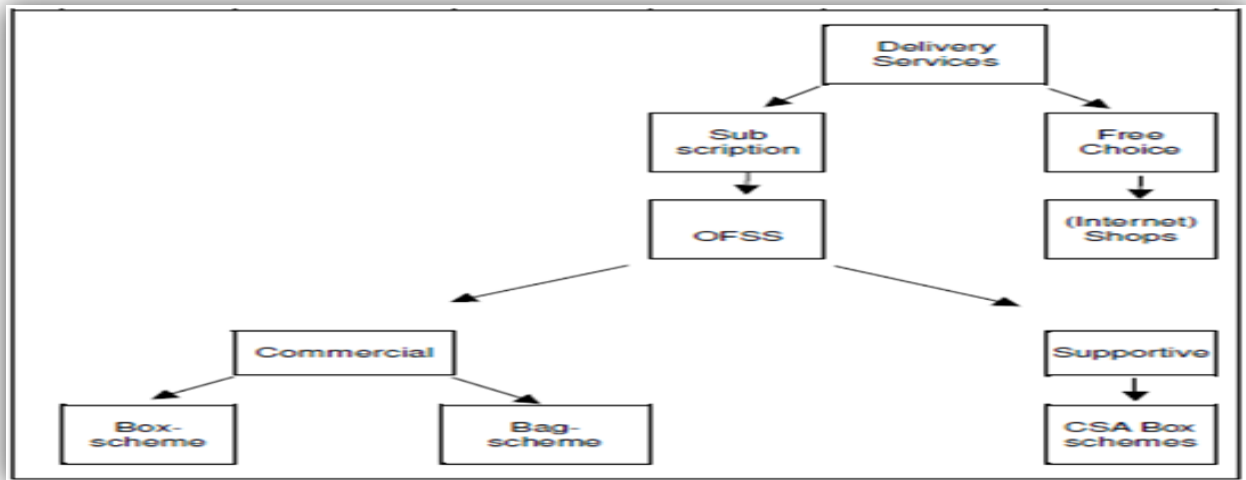 Delivery
Services
Sub
scription
Free
Choice
OFSS
(Internet)
Shops
Commercial
Supportive
Box-
scheme
Bag-
scheme
CSA Box
schemes